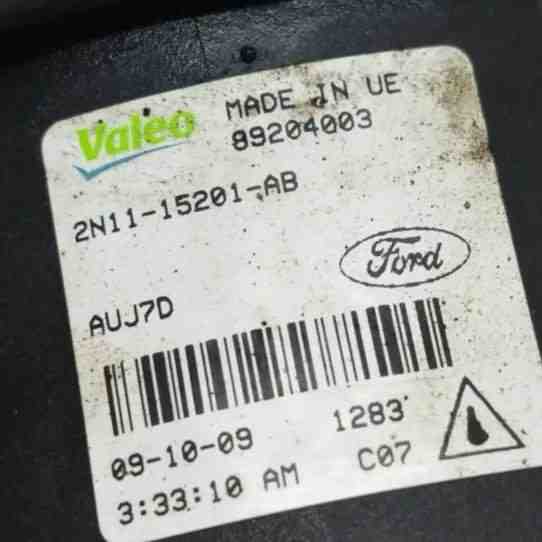 Valeo MADE IN UE
89204003
2N11-15201-AB
Ford
AUJ7D
09-10-09 1283
3:33:10 AM C07